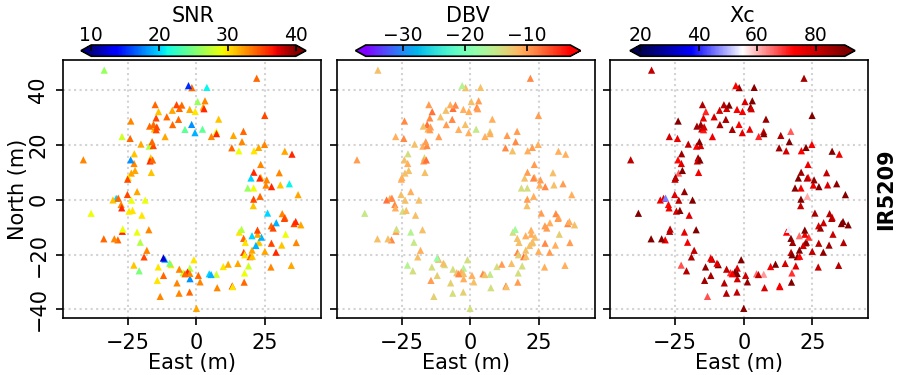 SNR DBV Xc
10 20 30 40 −30 −20 −10 20 40 60 80
North (m)
40
20
0
−20
−40
−25 0 25 −25 0 25 −25 0 25
East (m) East (m) East (m)
IR5209